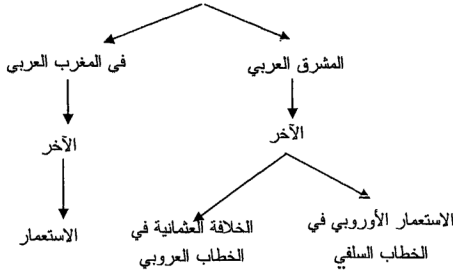 المشرق العربي
في المغرب العربي
الآخر
الآخر
الاستعمار الأوروبي في
الخطاب السلفي
الخلافة العثمانية في
الخطاب العروبي
الاستعمار